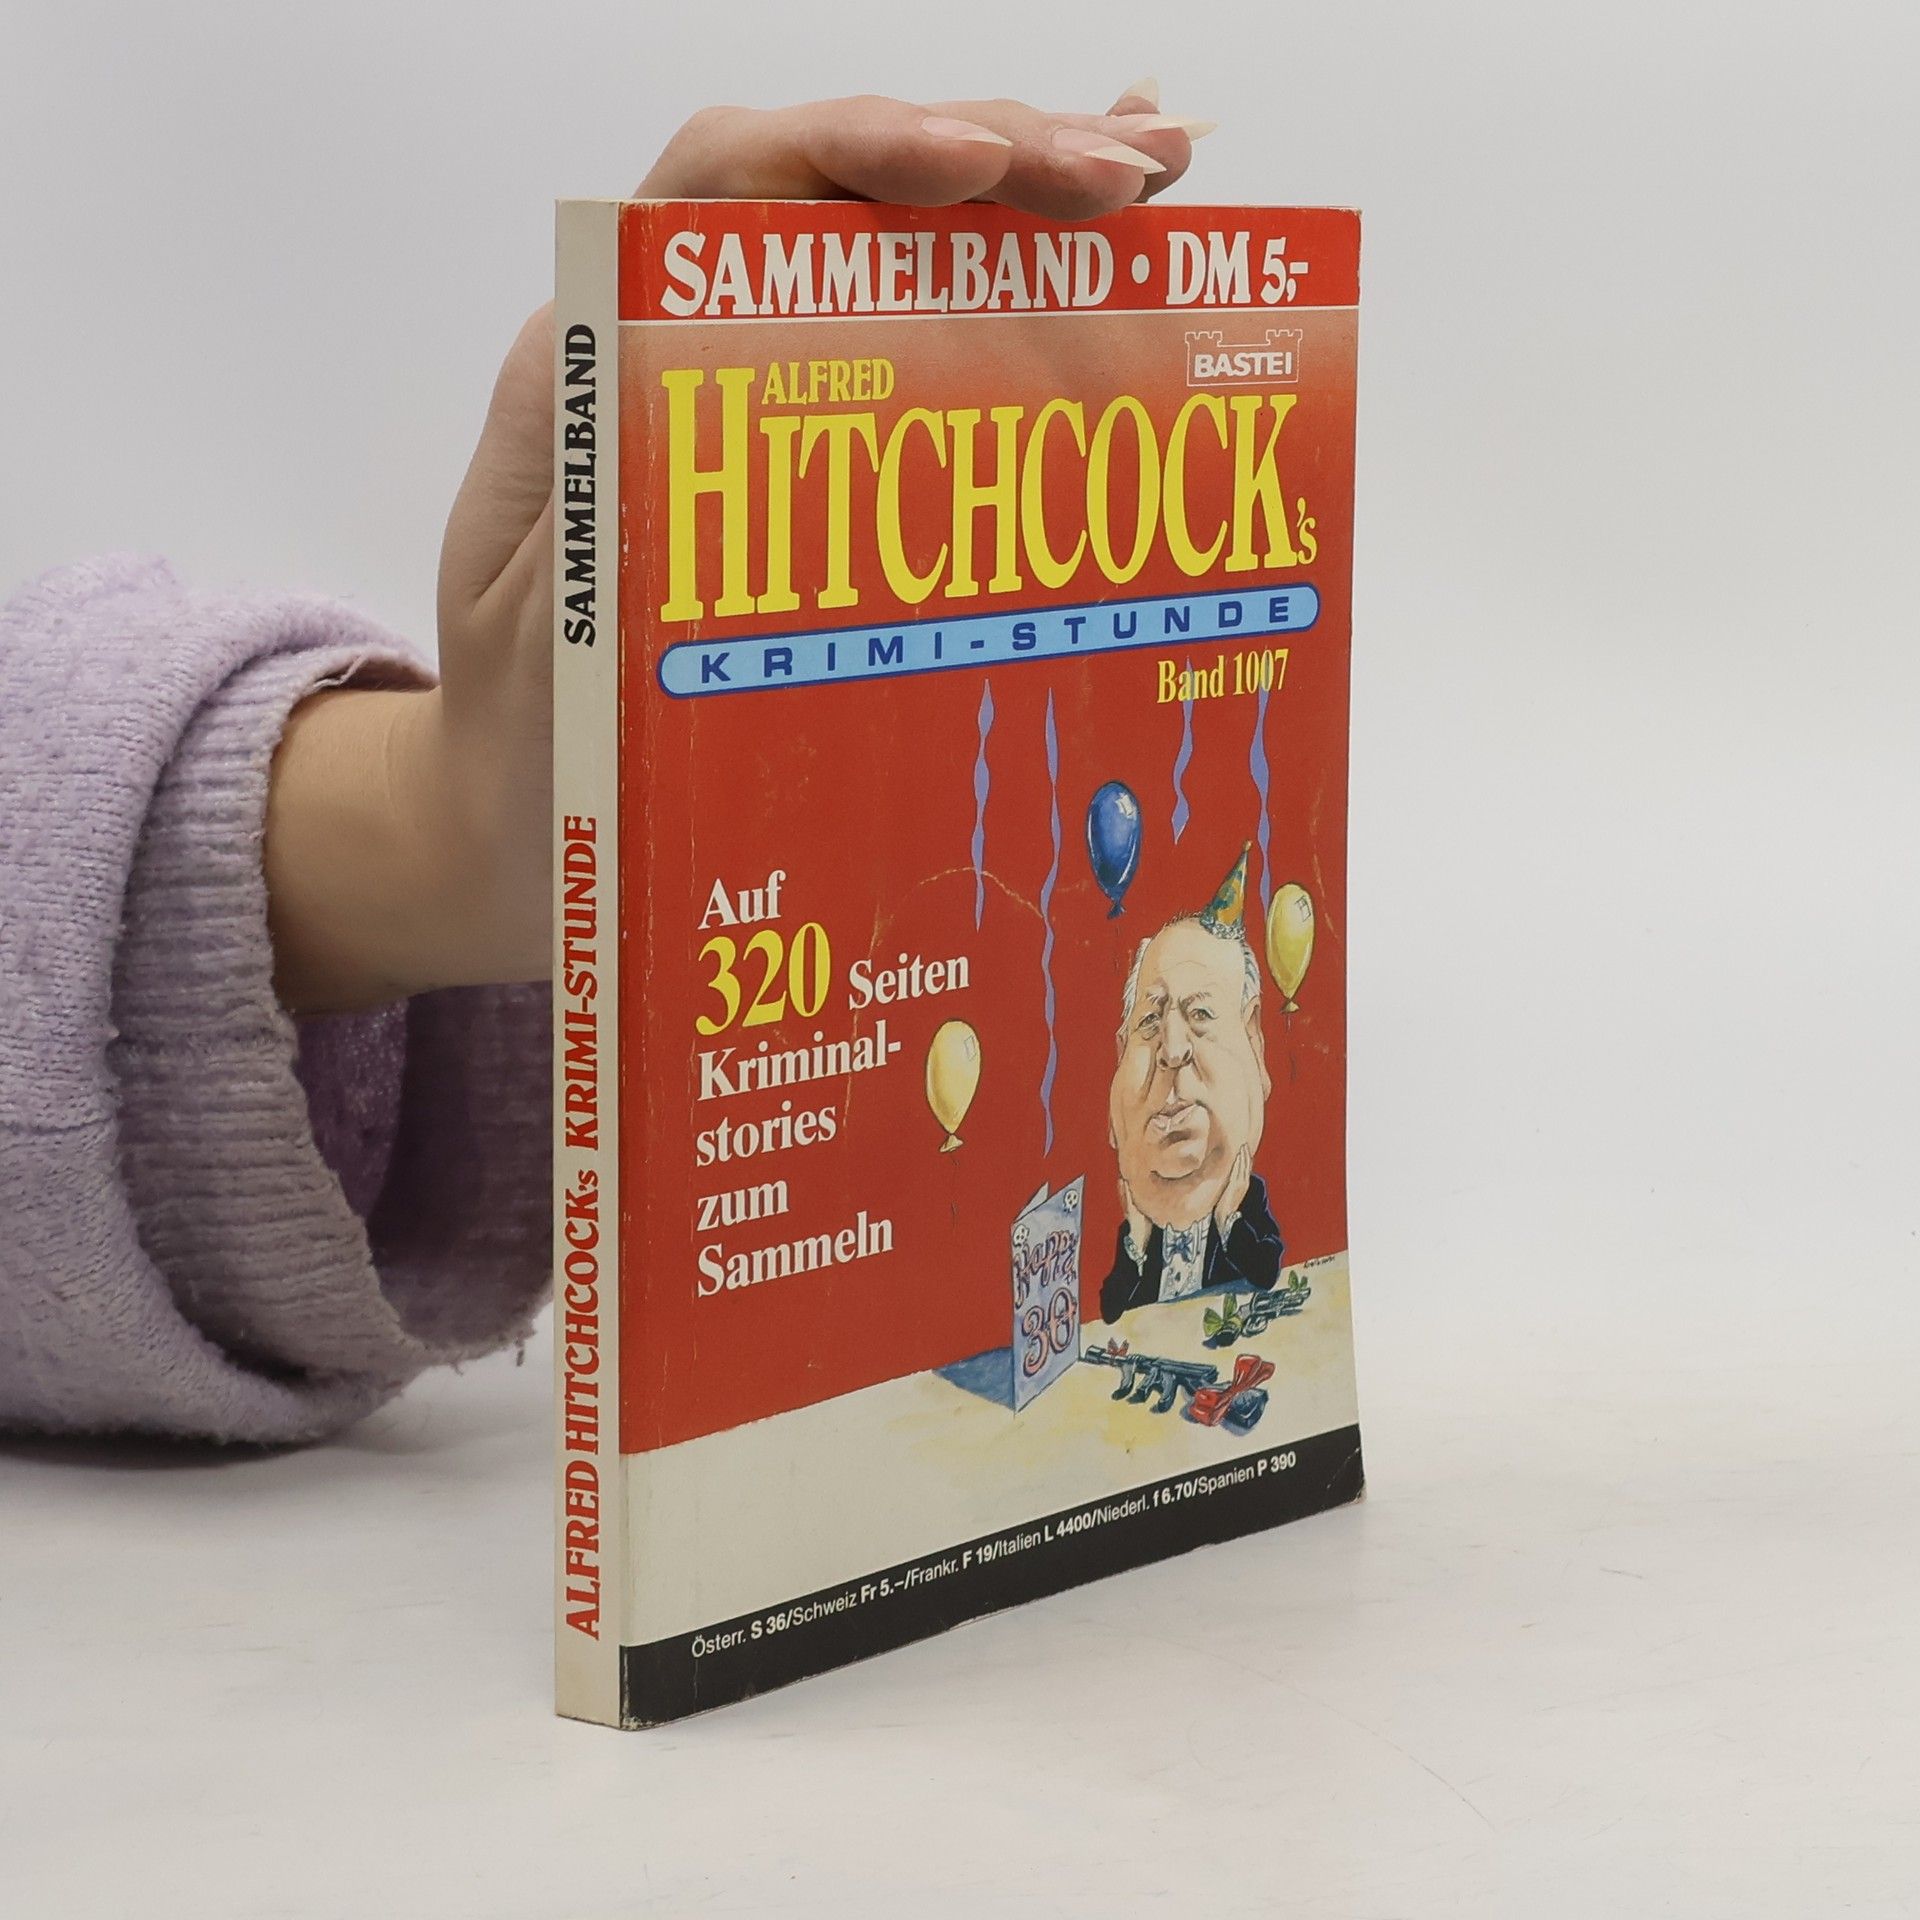 SAMMELBAND
ALFRED HITCHCOCK's KRIMI-STUNDE
SAMMELBAND • DM 5,-
BASTEI
ALFRED
HITCHCOCK's
KRIMI-STUNDE
Band 1007
Auf
320 Seiten
Kriminal-
stories
zum
Sammeln
Happy
30
Österr. S 36/Schweiz Fr 5.–/Frankr. F 19/Italien L 4400/Niederl. f 6.70/Spanien P 390